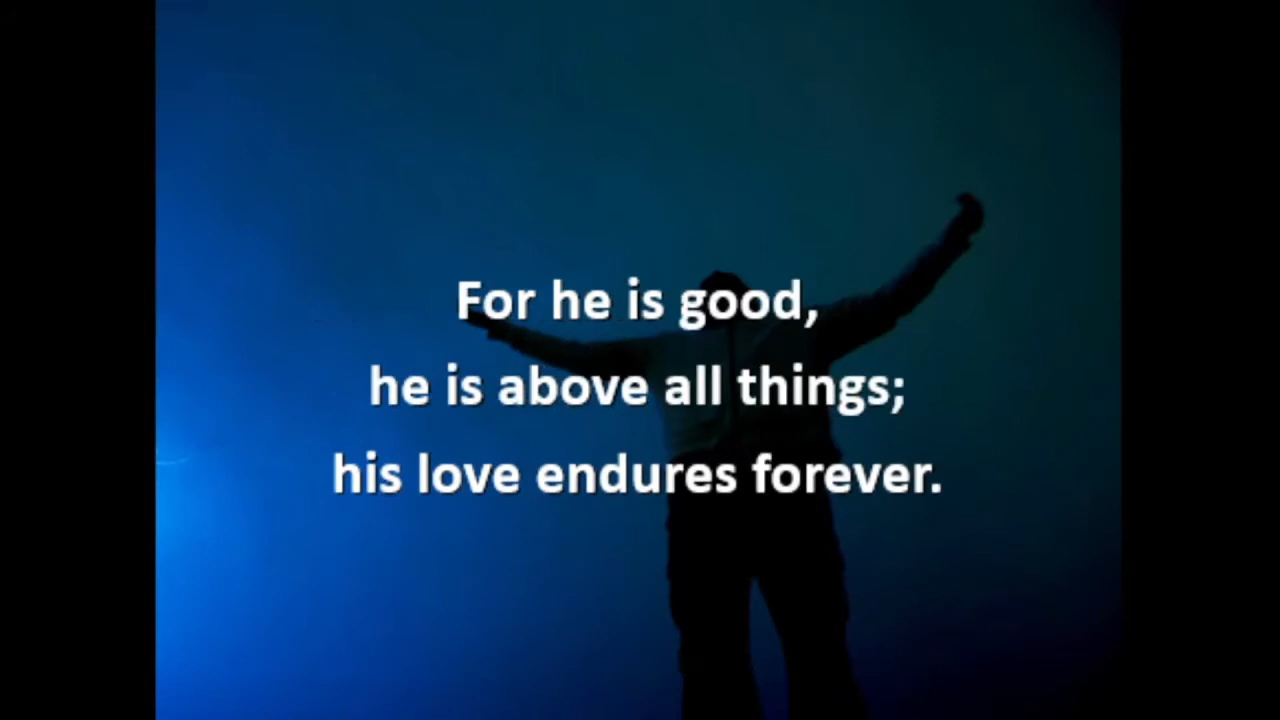 For he is good,
he is above all things;
his love endures forever.